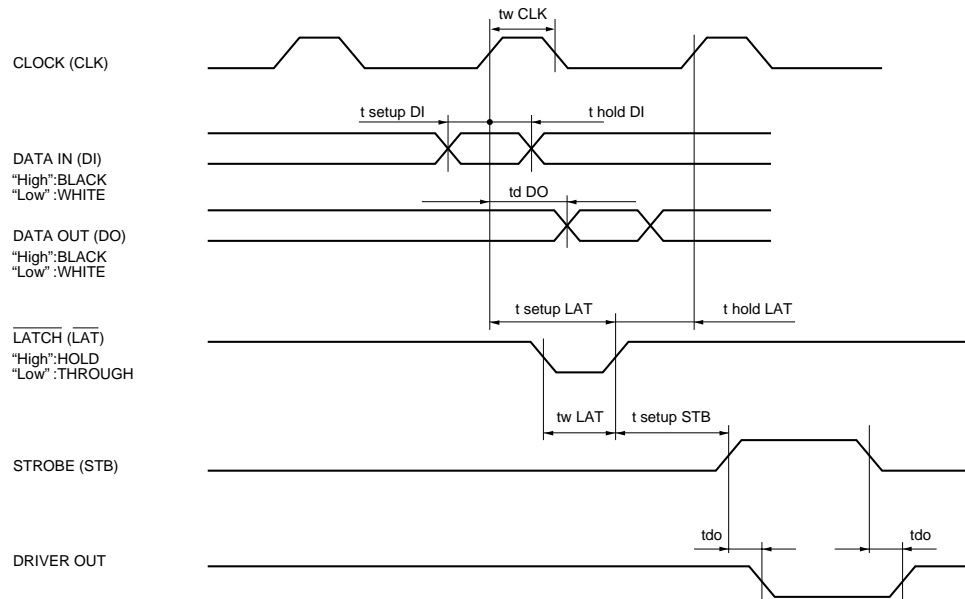 tw CLK
CLOCK (CLK)
t setup DI
t hold DI
DATA IN (DI)
“High”:BLACK
“Low” :WHITE
td DO
DATA OUT (DO)
“High”:BLACK
“Low” :WHITE
t setup LAT
t hold LAT
LATCH (LAT)
“High”:HOLD
“Low” :THROUGH
tw LAT
t setup STB
STROBE (STB)
tdo
tdo
DRIVER OUT